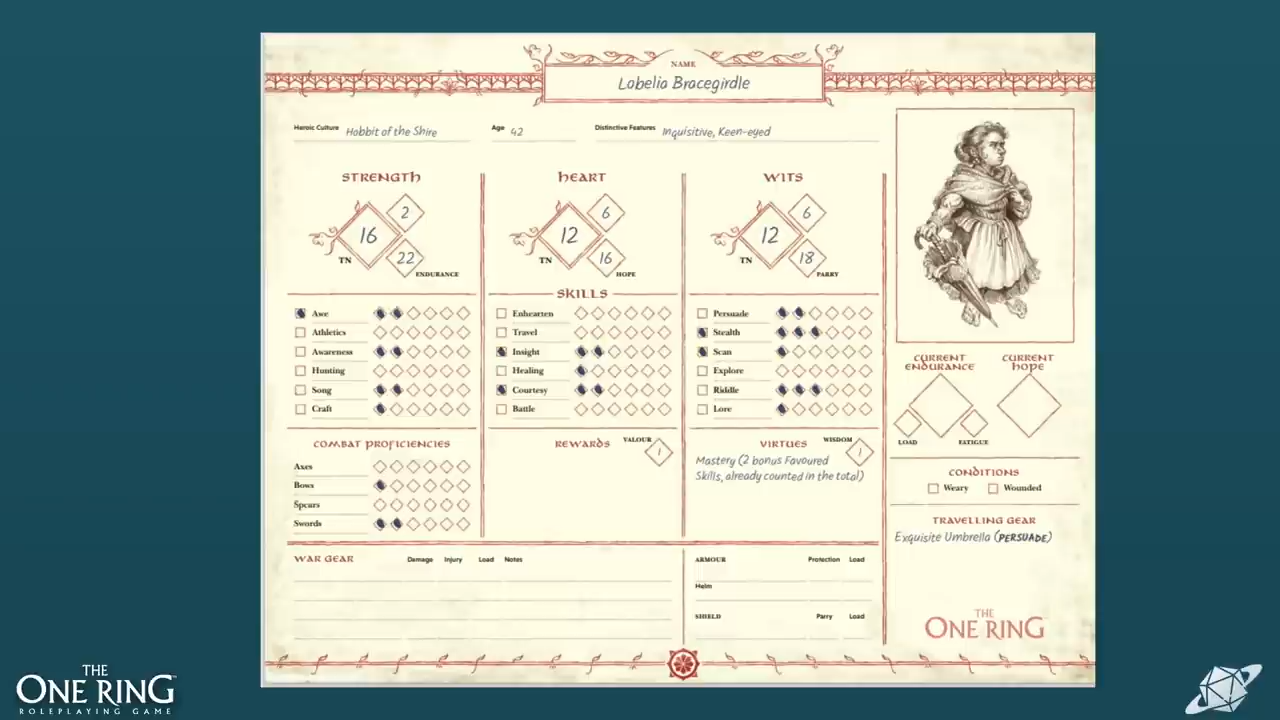 NAME
Lobelia Bracegirdle
Heroic Culture Hobbit of the Shire Age 42 Distinctive Features Inquisitive, Keen-eyed
STRENGTH
16
2
22
TN
ENDURANCE
HEART
12
6
16
TN
HOPE
WITS
12
6
18
TN
PARRY
SKILLS
Awe
Athletics
Awareness
Hunting
Song
Craft
Enhearten
Travel
Insight
Healing
Courtesy
Battle
Persuade
Stealth
Scan
Explore
Riddle
Lore
COMBAT PROFICIENCIES
Axes
Bows
Spears
Swords
REWARDS
VALOUR
1
VIRTUES
WISDOM
1
Mastery (2 bonus Favoured
Skills, already counted in the total)
WAR GEAR Damage Injury Load Notes
ARMOUR Protection Load
Helm
SHIELD Parry Load
CURRENT
ENDURANCE
CURRENT
HOPE
LOAD
FATIGUE
CONDITIONS
Weary Wounded
TRAVELLING GEAR
Exquisite Umbrella (PERSUADE)
THE
ONE RING
THE
ONE RING
ROLEPLAYING GAME